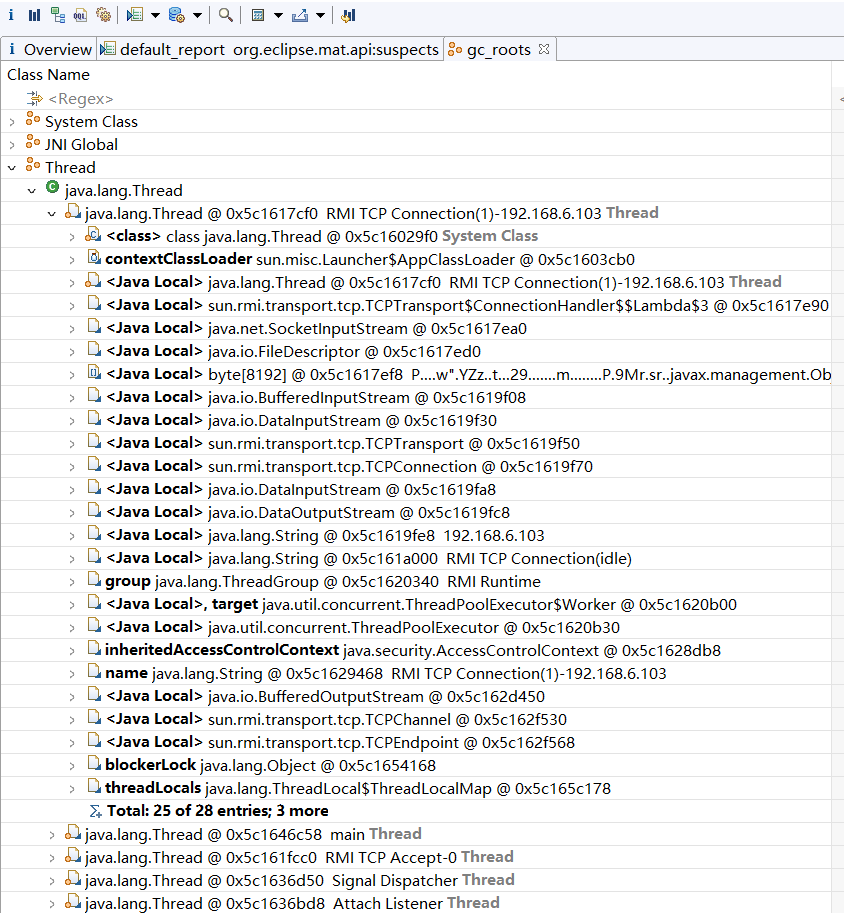 Overview default_report org.eclipse.mat.api:suspects gc_roots
Class Name
<Regex>
System Class
JNI Global
Thread
java.lang.Thread
java.lang.Thread @ 0x5c1617cf0 RMI TCP Connection(1)-192.168.6.103 Thread
<class> class java.lang.Thread @ 0x5c16029f0 System Class
contextClassLoader sun.misc.Launcher$AppClassLoader @ 0x5c1603cb0
<Java Local> java.lang.Thread @ 0x5c1617cf0 RMI TCP Connection(1)-192.168.6.103 Thread
<Java Local> sun.rmi.transport.tcp.TCPTransport$ConnectionHandler$$Lambda$3 @ 0x5c1617e90
<Java Local> java.net.SocketInputStream @ 0x5c1617ea0
<Java Local> java.io.FileDescriptor @ 0x5c1617ed0
<Java Local> byte[8192] @ 0x5c1617ef8 P....w".YZz..t...29.......m........P.9Mr.sr..javax.management.Ob
<Java Local> java.io.BufferedInputStream @ 0x5c1619f08
<Java Local> java.io.DataInputStream @ 0x5c1619f30
<Java Local> sun.rmi.transport.tcp.TCPTransport @ 0x5c1619f50
<Java Local> sun.rmi.transport.tcp.TCPConnection @ 0x5c1619f70
<Java Local> java.io.DataInputStream @ 0x5c1619fa8
<Java Local> java.io.DataOutputStream @ 0x5c1619fc8
<Java Local> java.lang.String @ 0x5c1619fe8 192.168.6.103
<Java Local> java.lang.String @ 0x5c161a000 RMI TCP Connection(idle)
group java.lang.ThreadGroup @ 0x5c1620340 RMI Runtime
<Java Local>, target java.util.concurrent.ThreadPoolExecutor$Worker @ 0x5c1620b00
<Java Local> java.util.concurrent.ThreadPoolExecutor @ 0x5c1620b30
inheritedAccessControlContext java.security.AccessControlContext @ 0x5c1628db8
name java.lang.String @ 0x5c1629468 RMI TCP Connection(1)-192.168.6.103
<Java Local> java.io.BufferedOutputStream @ 0x5c162d450
<Java Local> sun.rmi.transport.tcp.TCPChannel @ 0x5c162f530
<Java Local> sun.rmi.transport.tcp.TCPEndpoint @ 0x5c162f568
blockerLock java.lang.Object @ 0x5c1654168
threadLocals java.lang.ThreadLocal$ThreadLocalMap @ 0x5c165c178
Total: 25 of 28 entries; 3 more
java.lang.Thread @ 0x5c1646c58 main Thread
java.lang.Thread @ 0x5c161fcc0 RMI TCP Accept-0 Thread
java.lang.Thread @ 0x5c1636d50 Signal Dispatcher Thread
java.lang.Thread @ 0x5c1636bd8 Attach Listener Thread